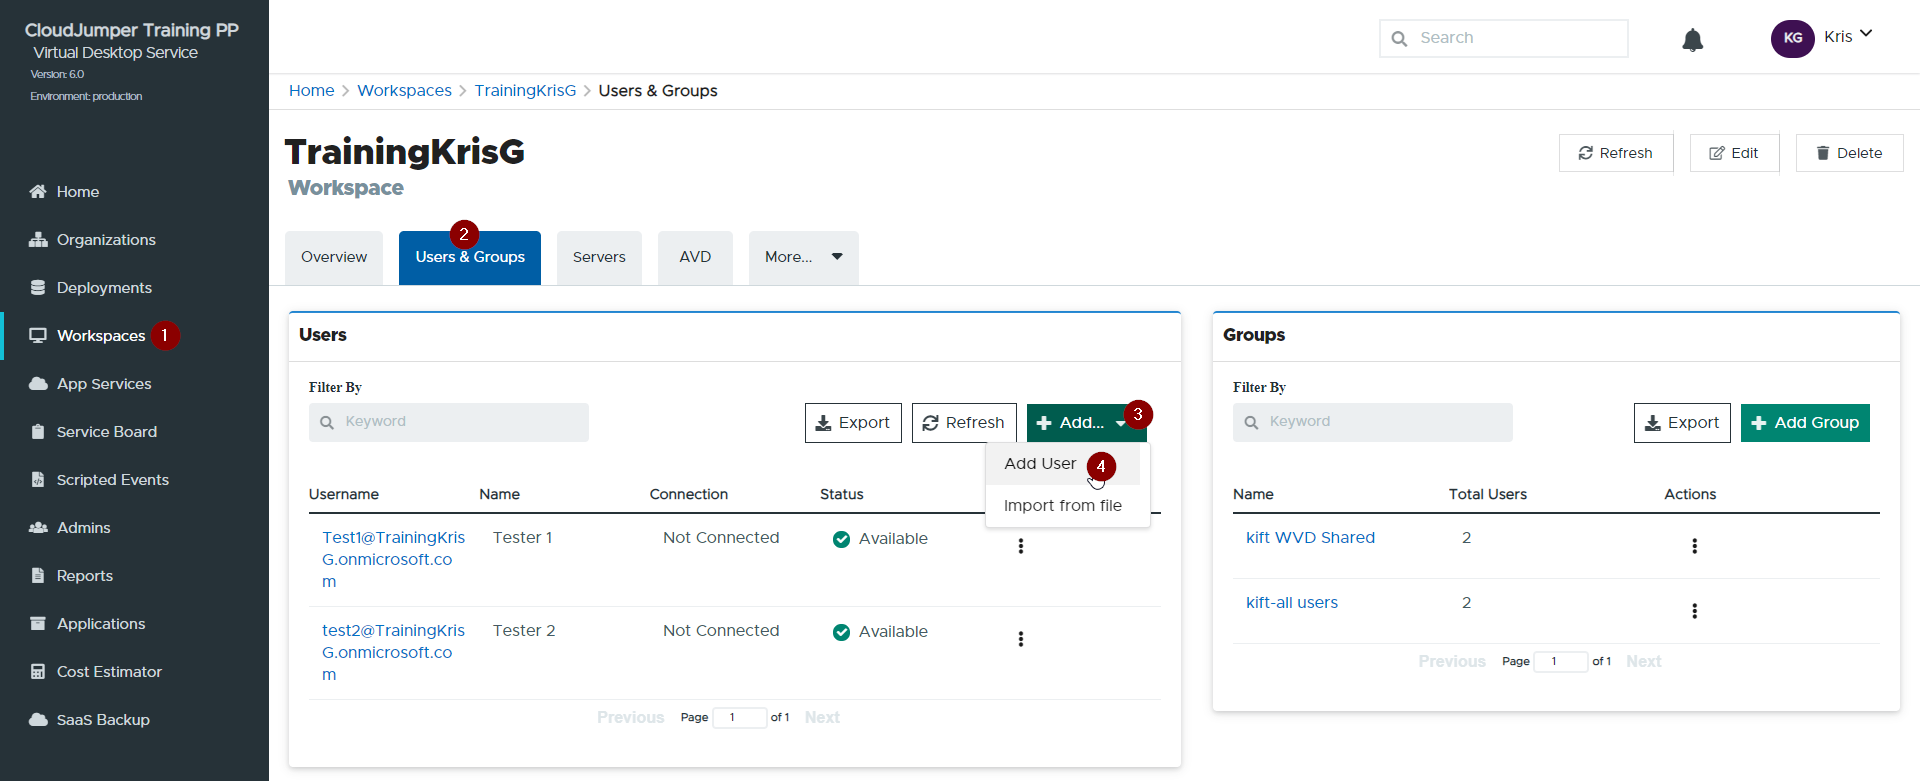 CloudJumper Training PP
Virtual Desktop Service
Version: 6.0
Environment: production
Home
Organizations
Deployments
Workspaces 1
App Services
Service Board
Scripted Events
Admins
Reports
Applications
Cost Estimator
SaaS Backup
Search
KG Kris
Home > Workspaces > TrainingKrisG > Users & Groups
TrainingKrisG
Workspace
Refresh Edit Delete
2
Overview Users & Groups Servers AVD More...
Users
Filter By
Keyword
Export Refresh Add... 3
Add User 4
Import from file
Username Name Connection Status
Test1@TrainingKris
G.onmicrosoft.co
m
Tester 1 Not Connected Available
test2@TrainingKris
G.onmicrosoft.co
m
Tester 2 Not Connected Available
Previous Page 1 of 1 Next
Groups
Filter By
Keyword
Export Add Group
Name Total Users Actions
kift WVD Shared 2
kift-all users 2
Previous Page 1 of 1 Next